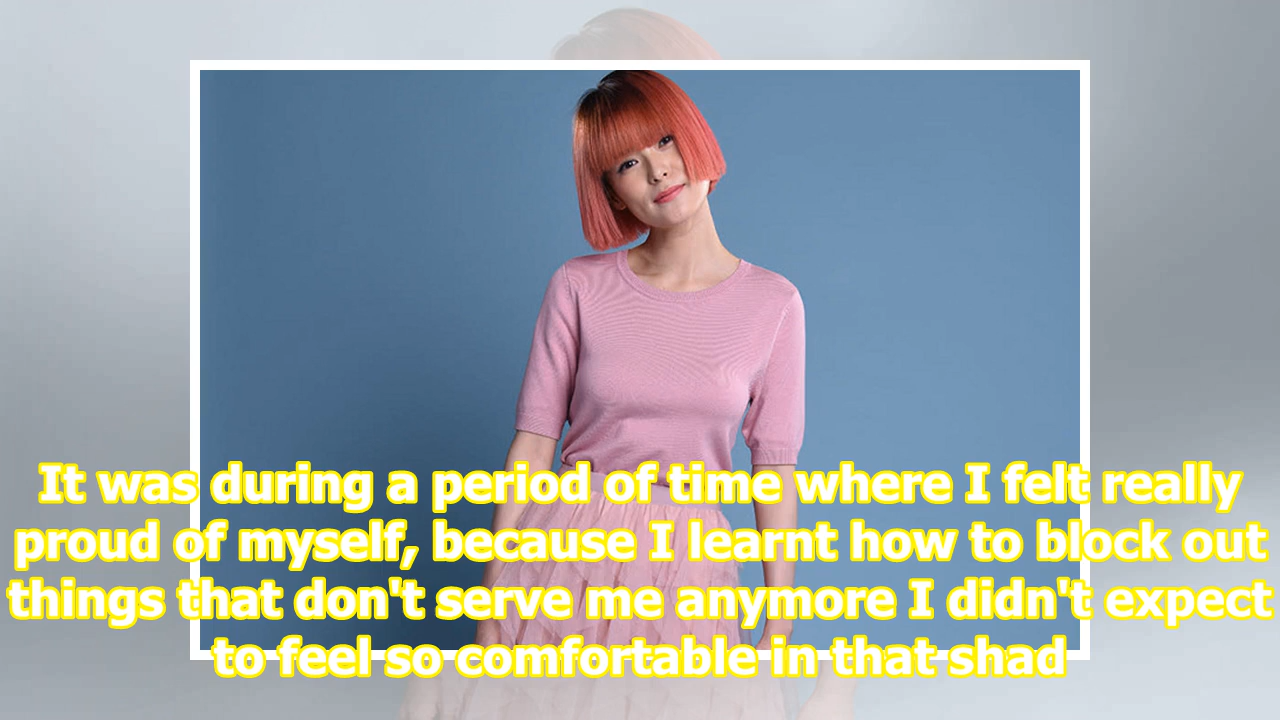 It was during a period of time where I felt really
proud of myself, because I learnt how to block out
things that don't serve me anymore I didn't expect
to feel so comfortable in that shad